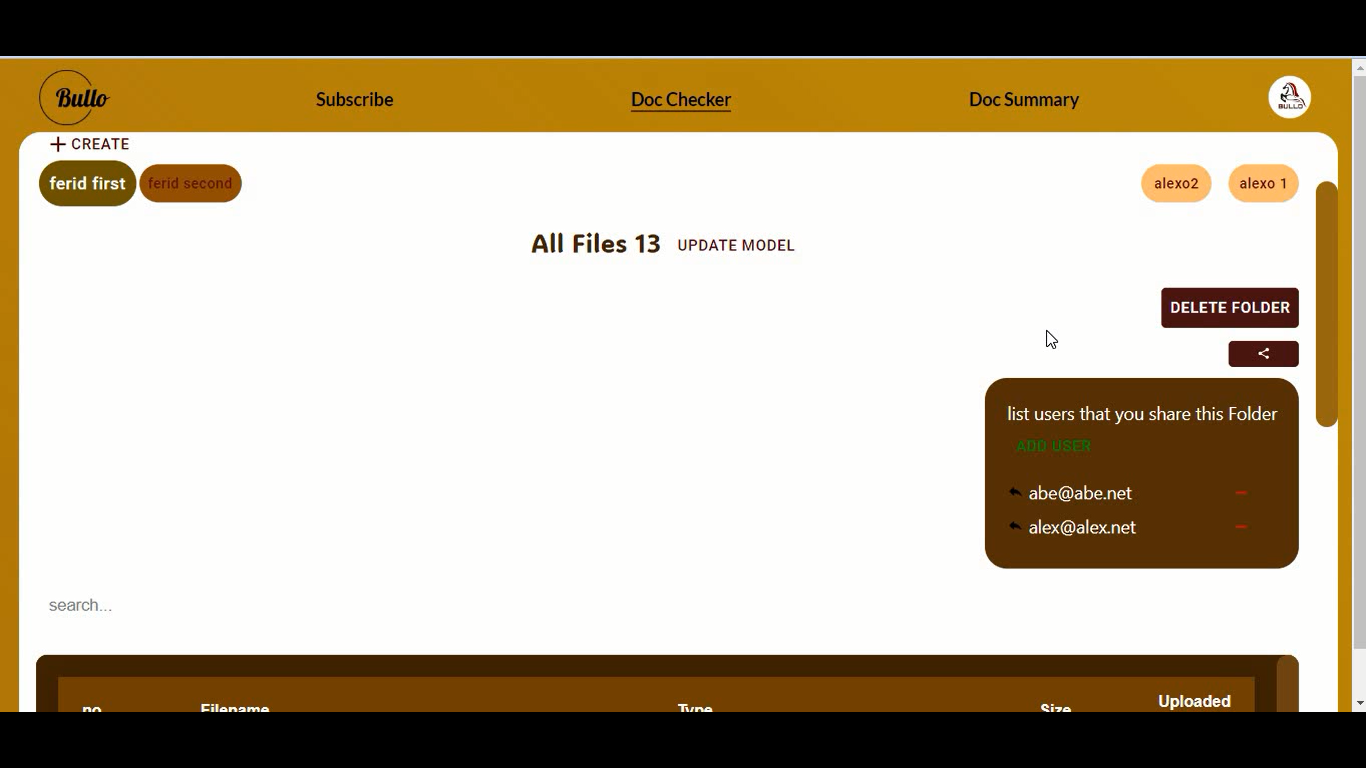 Bullo
Subscribe
Doc Checker
Doc Summary
BULLO
CREATE
ferid first
ferid second
alexo2
alexo 1
All Files 13
UPDATE MODEL
DELETE FOLDER
list users that you share this Folder
ADD USER
abe@abe.net
alex@alex.net
search...
no
Filename
Type
Size
Uploaded